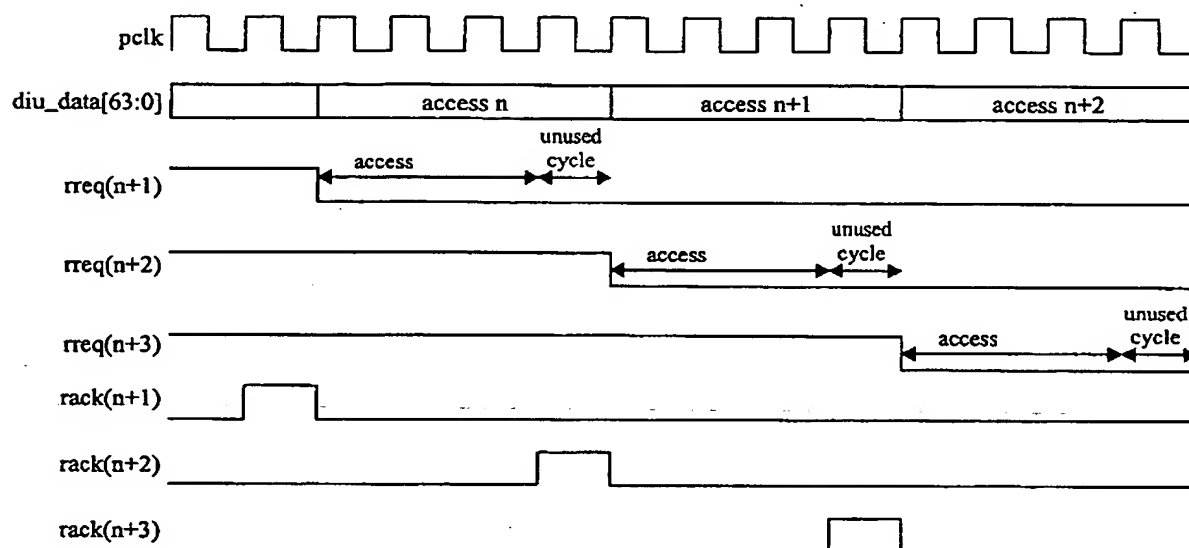 pclk
diu_data[63:0]
access n
access n+1
access n+2
rreq(n+1)
access
unused
cycle
rreq(n+2)
access
unused
cycle
rreq(n+3)
access
unused
cycle
rack(n+1)
rack(n+2)
rack(n+3)